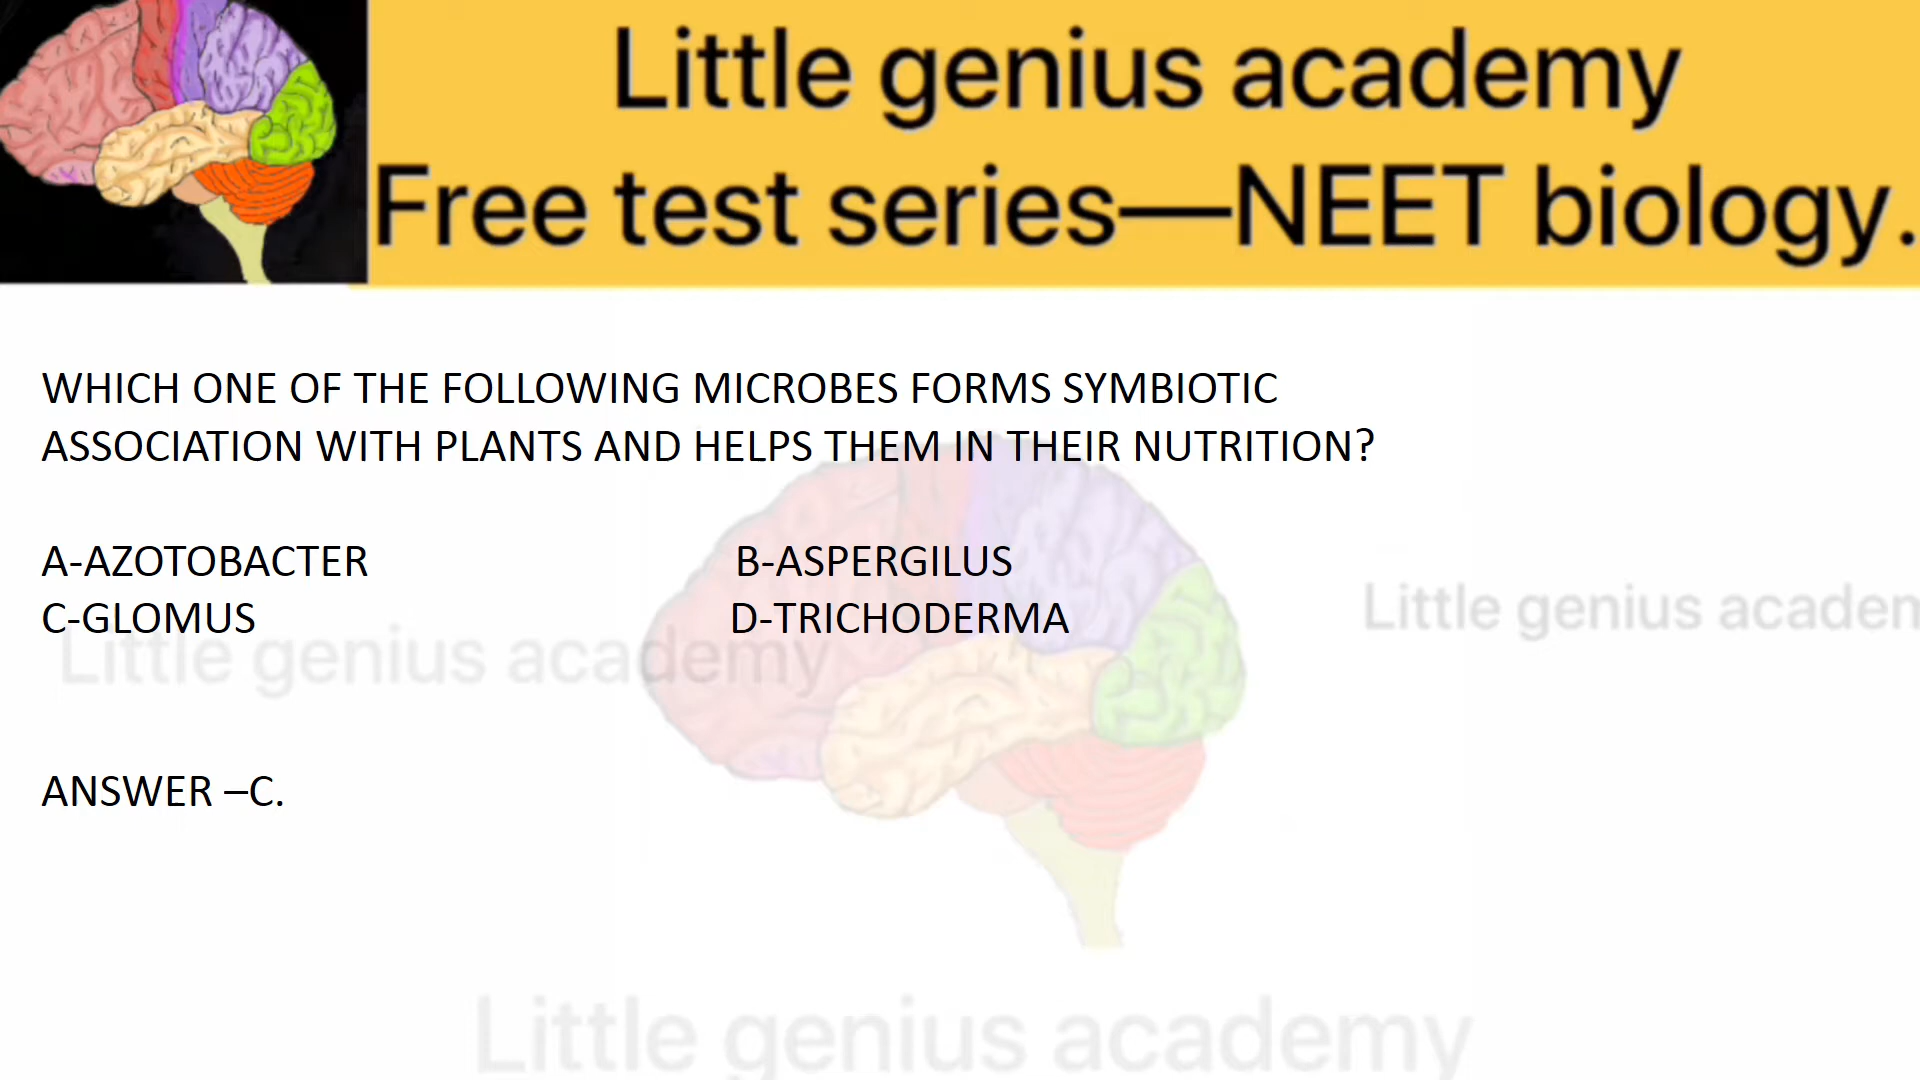 Little genius academy
Free test series—NEET biology.
WHICH ONE OF THE FOLLOWING MICROBES FORMS SYMBIOTIC
ASSOCIATION WITH PLANTS AND HELPS THEM IN THEIR NUTRITION?
A-AZOTOBACTER B-ASPERGILUS
C-GLOMUS D-TRICHODERMA
Little genius academ
Little genius academy
ANSWER –C.
Little genius academy